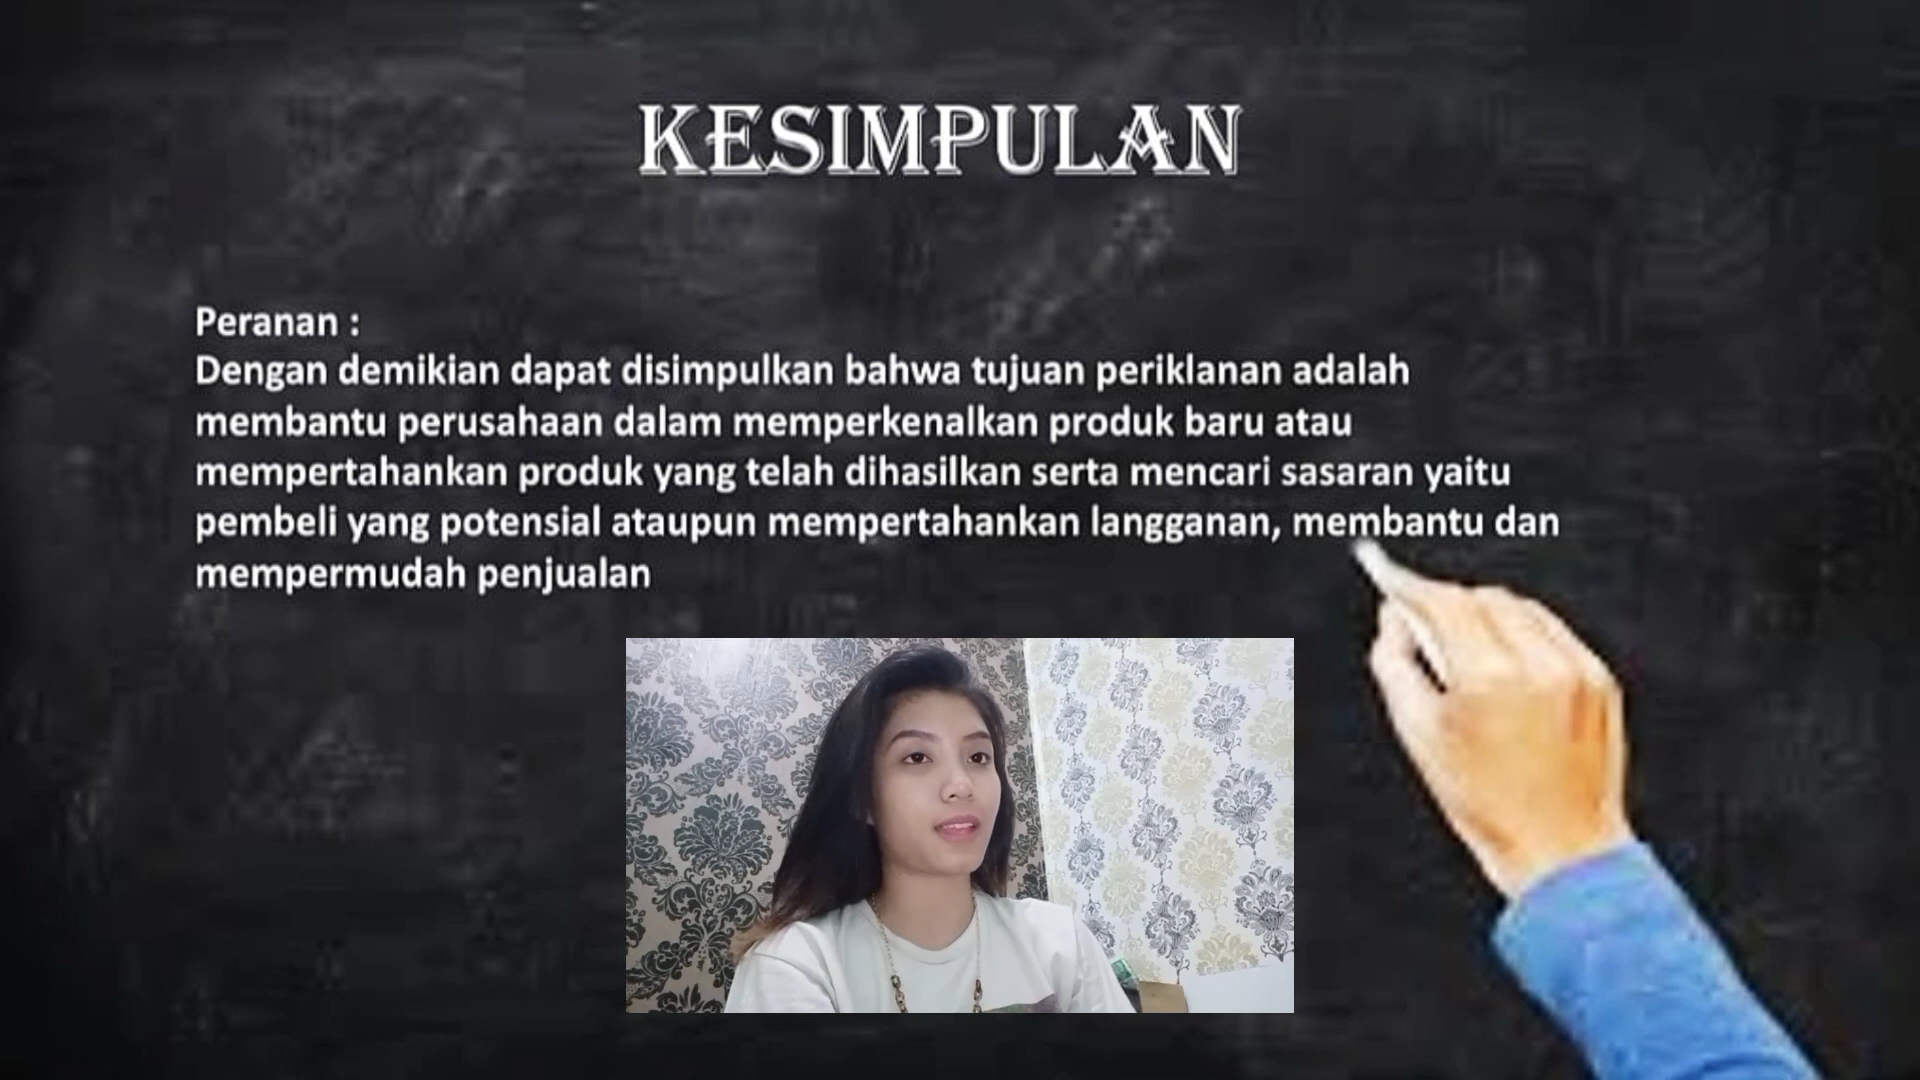 KESIMPULAN
Peranan :
Dengan demikian dapat disimpulkan bahwa tujuan periklanan adalah
membantu perusahaan dalam memperkenalkan produk baru atau
mempertahankan produk yang telah dihasilkan serta mencari sasaran yaitu
pembeli yang potensial ataupun mempertahankan langganan, membantu dan
mempermudah penjualan